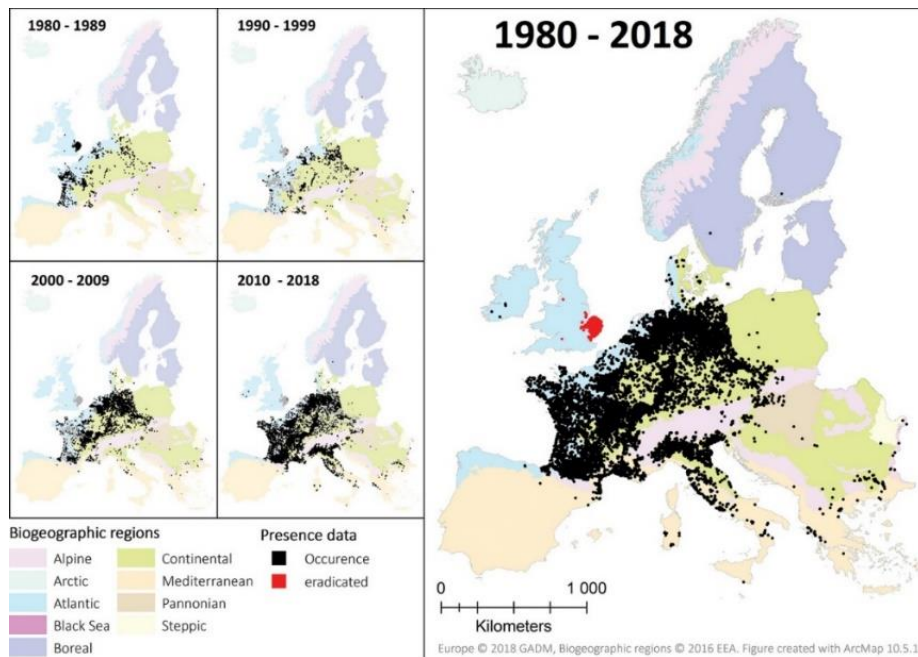 1980 - 1989
1990 - 1999
2000 - 2009
2010 - 2018
1980 - 2018
Biogeographic regions
Alpine
Arctic
Atlantic
Black Sea
Boreal
Continental
Mediterranean
Pannonian
Steppic
Presence data
Occurence
eradicated
0 1 000
Kilometers
Europe © 2018 GADM, Biogeographic regions © 2016 EEA. Figure created with ArcMap 10.5.1